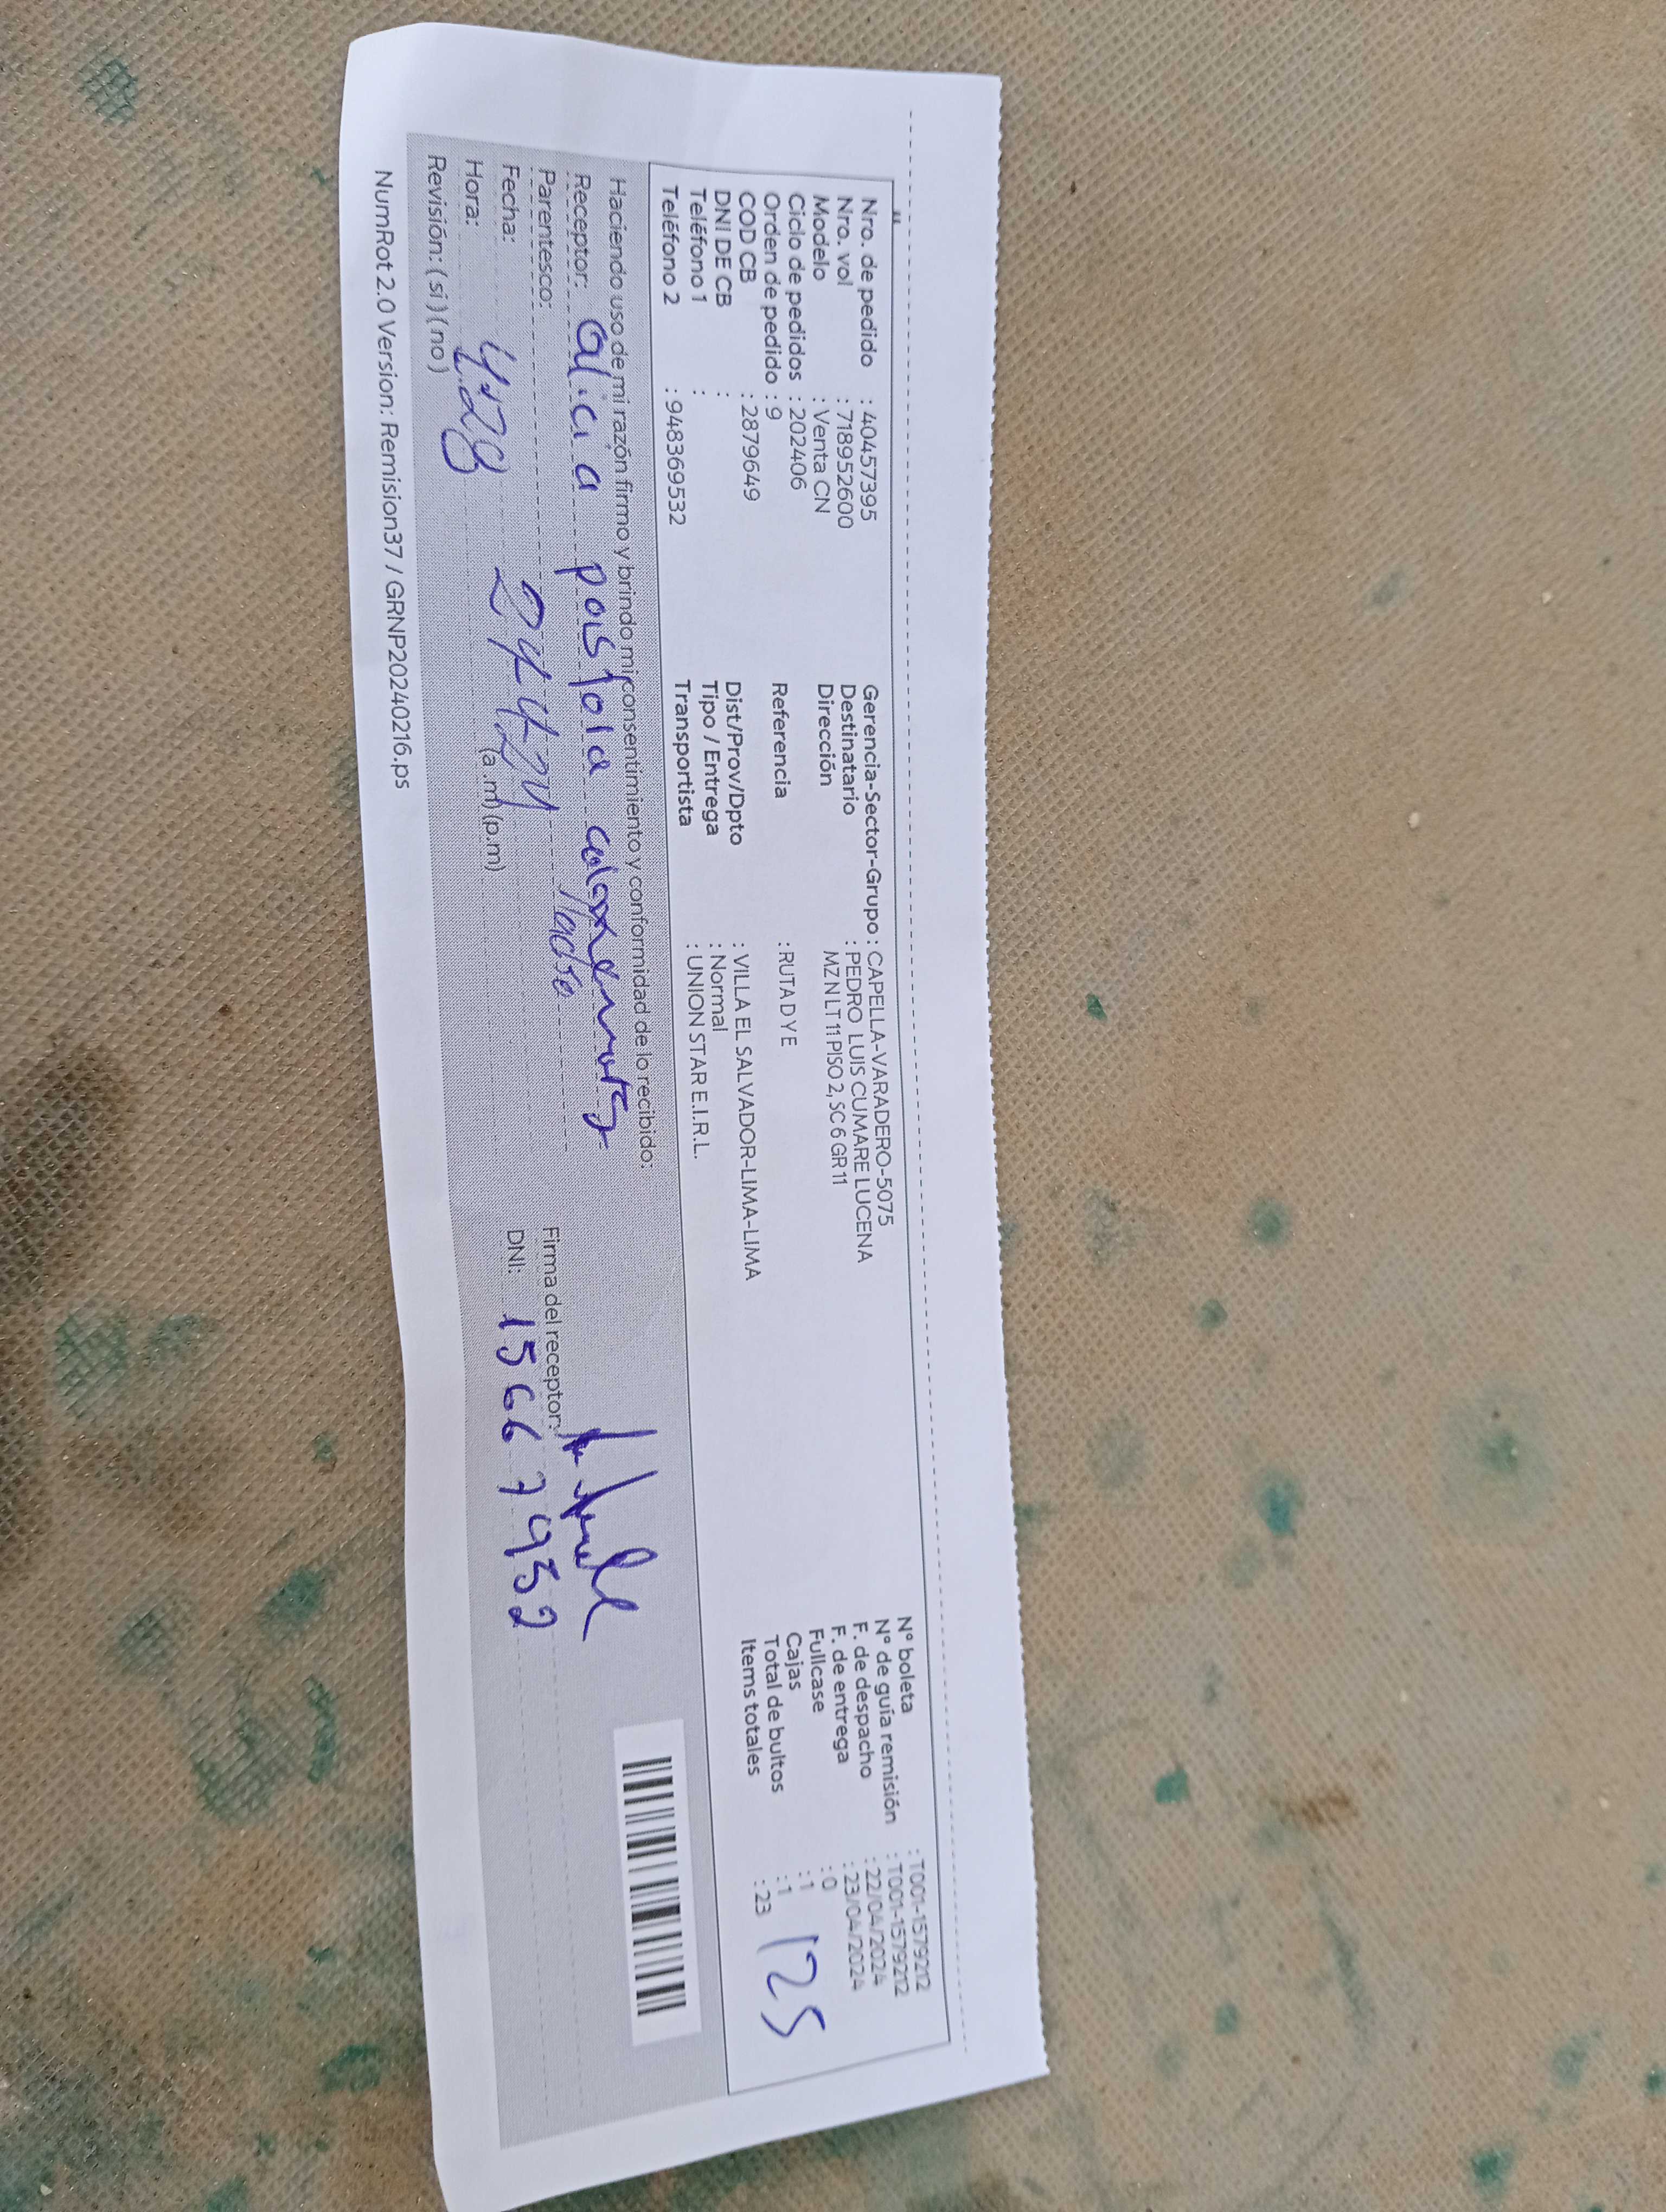 Nro. de pedido : 40457395
Nro. vol : 718952600
Modelo : Venta CN
Ciclo de pedidos : 202406
Orden de pedido : 9
COD CB : 2879649
DNI DE CB :
Teléfono 1 :
Teléfono 2 : 948369532
Gerencia-Sector-Grupo : CAPELLA-VARADERO-5075
Destinatario : PEDRO LUIS CUMARE LUCENA
Dirección MZ N LT 11 PISO 2, SC 6 GR 11
Referencia : RUTA D YE
Dist/Prov/Dpto : VILLA EL SALVADOR-LIMA-LIMA
Tipo / Entrega : Normal
Transportista : UNION STAR E.I.R.L.
N° boleta : T001-1579212
N° de guía remisión : T001-1579212
F. de despacho : 22/04/2024
F. de entrega : 23/04/2024
Fullcase : 0
Cajas : 1
Total de bultos : 1
Items totales : 23
125
Haciendo uso de mi razón firmo y brindo mi consentimiento y conformidad de lo recibido:
Receptor: alicia
Parentesco:
Fecha: 24 4 24
Hora: 4:28 (a.m) (p.m)
Revisión: ( si ) ( no )
Firma del receptor:
DNI: 15667952
NumRot 2.0 Version: Remision37 / GRNP20240216.ps